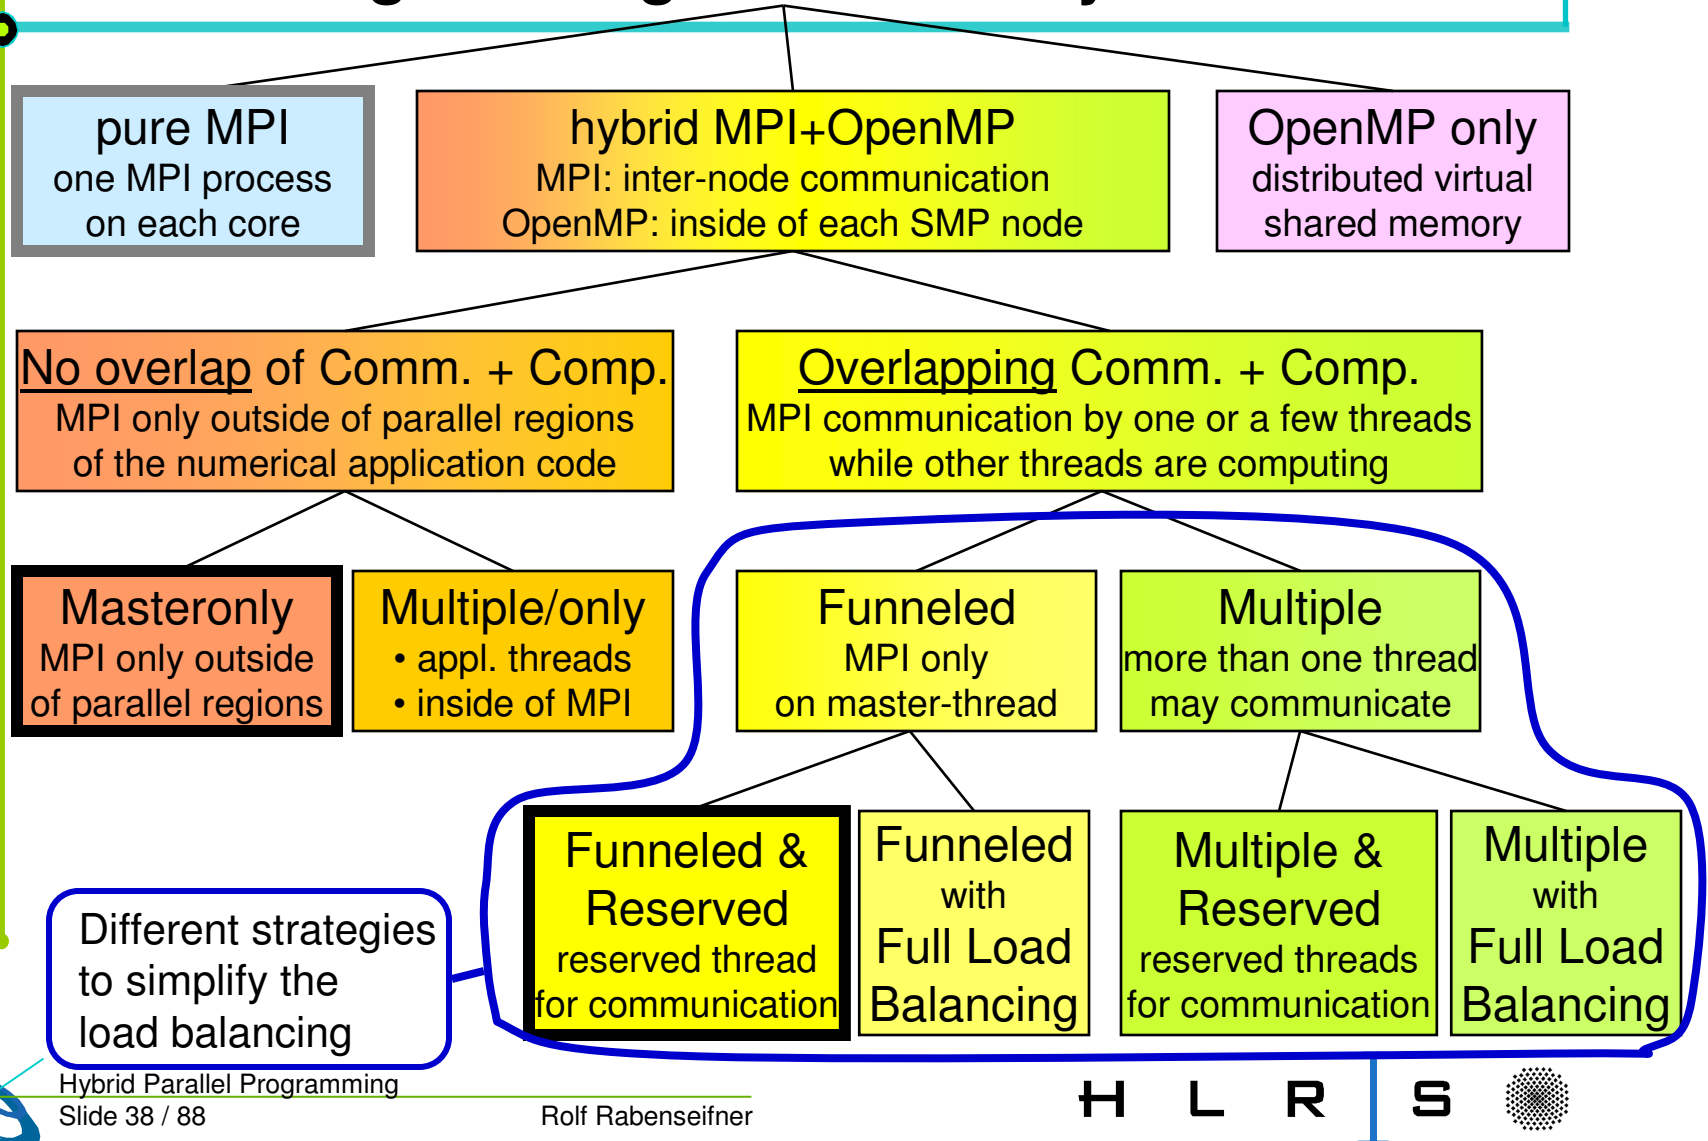 pure MPI
one MPI process
on each core
hybrid MPI+OpenMP
MPI: inter-node communication
OpenMP: inside of each SMP node
OpenMP only
distributed virtual
shared memory
No overlap of Comm. + Comp.
MPI only outside of parallel regions
of the numerical application code
Overlapping Comm. + Comp.
MPI communication by one or a few threads
while other threads are computing
Masteronly
MPI only outside
of parallel regions
Multiple/only
• appl. threads
• inside of MPI
Funneled
MPI only
on master-thread
Multiple
more than one thread
may communicate
Funneled &
Reserved
reserved thread
for communication
Funneled
with
Full Load
Balancing
Multiple &
Reserved
reserved threads
for communication
Multiple
with
Full Load
Balancing
Different strategies
to simplify the
load balancing
Hybrid Parallel Programming
Slide 38 / 88
Rolf Rabenseifner
H L R S